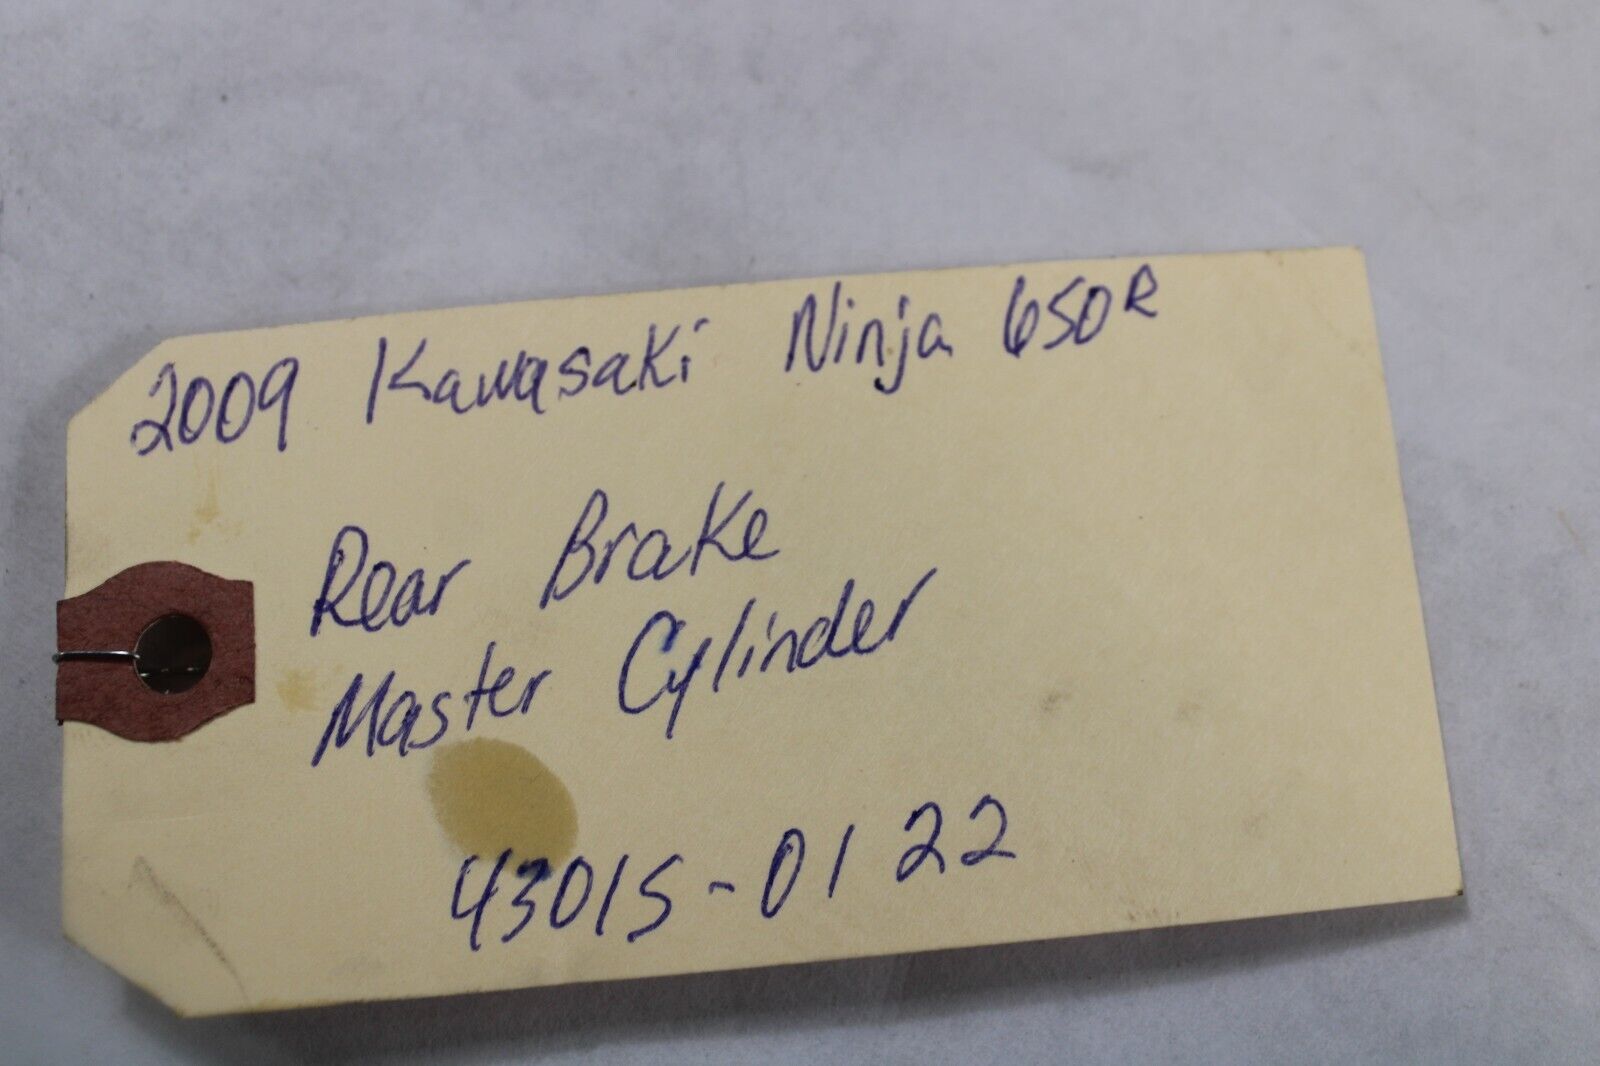 2009 Kawasaki Ninja 650R
Rear Brake
Master Cylinder
43015-0122